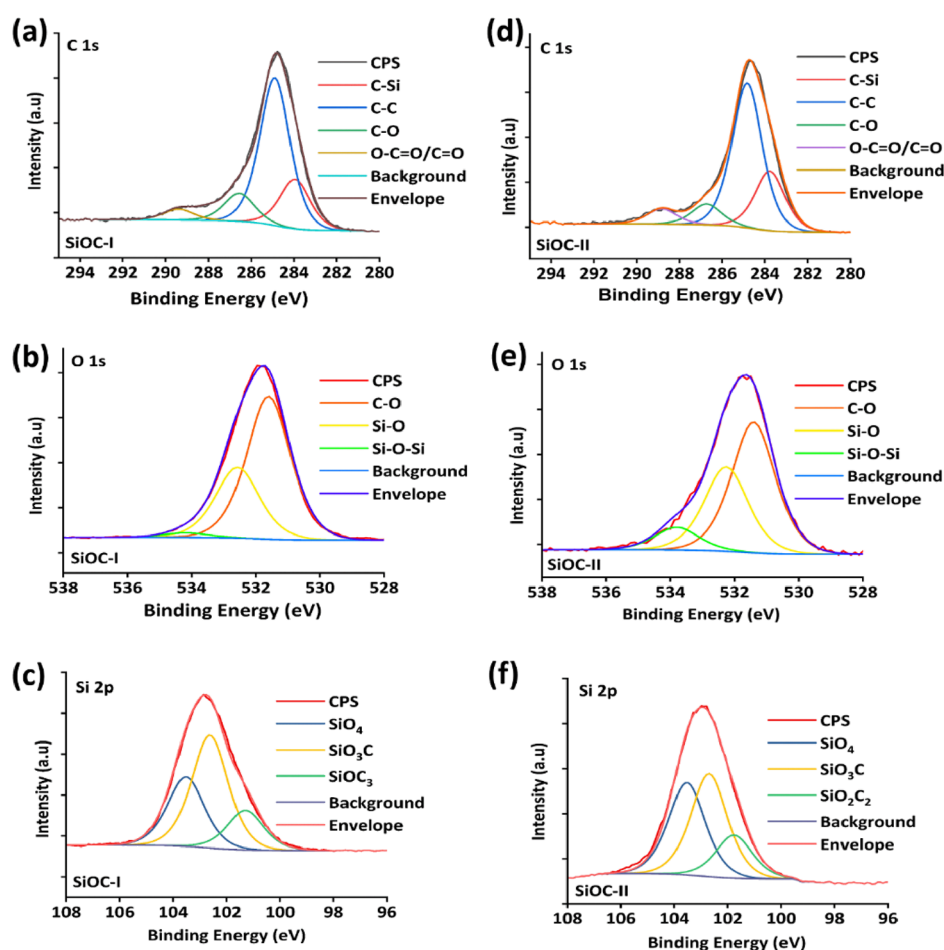 (a)
C 1s
CPS
C-Si
C-C
C-O
O-C=O/C=O
Background
Envelope
SiOC-I
Intensity (a.u)
294 292 290 288 286 284 282 280
Binding Energy (eV)
(d)
C 1s
CPS
C-Si
C-C
C-O
O-C=O/C=O
Background
Envelope
SiOC-II
Intensity (a.u)
294 292 290 288 286 284 282 280
Binding Energy (eV)
(b)
O 1s
CPS
C-O
Si-O
Si-O-Si
Background
Envelope
SiOC-I
Intensity (a.u)
538 536 534 532 530 528
Binding Energy (eV)
(e)
O 1s
CPS
C-O
Si-O
Si-O-Si
Background
Envelope
SiOC-II
Intensity (a.u)
538 536 534 532 530 528
Binding Energy (eV)
(c)
Si 2p
CPS
SiO₄
SiO₃C
SiOC₃
Background
Envelope
SiOC-I
Intensity (a.u)
108 106 104 102 100 98 96
Binding Energy (eV)
(f)
Si 2p
CPS
SiO₄
SiO₃C
SiO₂C₂
Background
Envelope
SiOC-II
Intensity (a.u)
108 106 104 102 100 98 96
Binding Energy (eV)